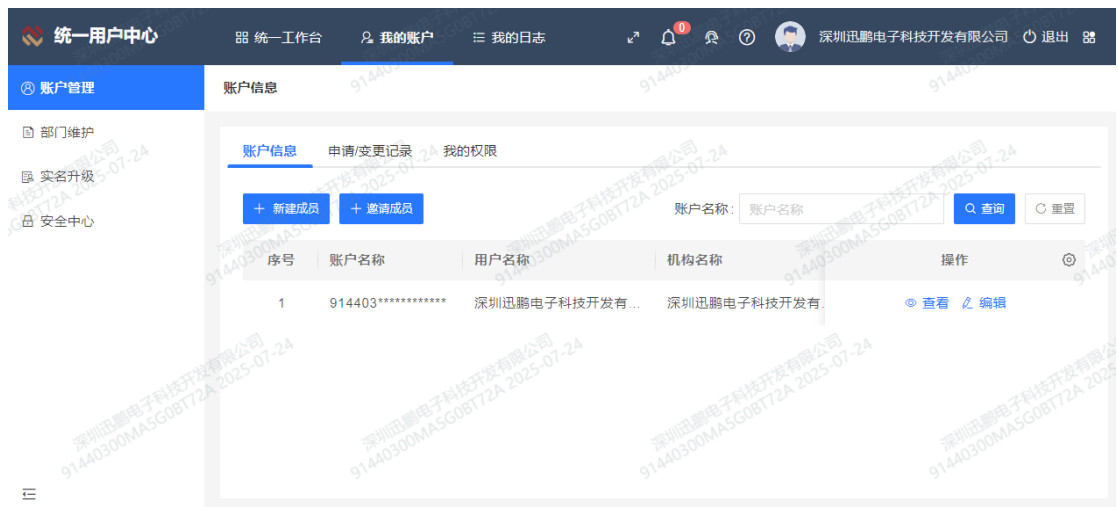 统一用户中心
统一工作台 我的账户 我的日志 0 深圳迅鹏电子科技开发有限公司 退出
账户管理
账户信息
部门维护
实名升级
安全中心
账户信息 申请/变更记录 我的权限
+ 新建成员 + 邀请成员 账户名称: 账户名称 查询 重置
序号 账户名称 用户名称 机构名称 操作
1 914403************ 深圳迅鹏电子科技开发有... 深圳迅鹏电子科技开发有. 查看 编辑
深圳迅鹏电子科技开发有限公司
91440300MA5G0BT72A 2025-07-24